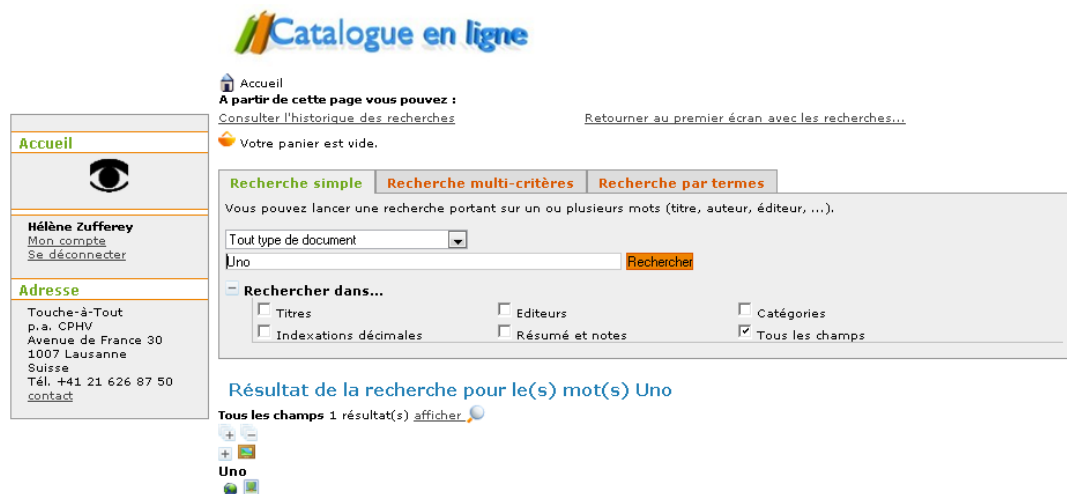 Catalogue en ligne
Accueil
A partir de cette page vous pouvez :
Consulter l'historique des recherches
Retourner au premier écran avec les recherches...
Votre panier est vide.
Accueil
Hélène Zufferey
Mon compte
Se déconnecter
Adresse
Touche-à-Tout
p.a. CPHV
Avenue de France 30
1007 Lausanne
Suisse
Tél. +41 21 626 87 50
contact
Recherche simple
Recherche multi-critères
Recherche par termes
Vous pouvez lancer une recherche portant sur un ou plusieurs mots (titre, auteur, éditeur, ...).
Tout type de document
Uno
Rechercher
Rechercher dans...
Titres
Editeurs
Catégories
Indexations décimales
Résumé et notes
Tous les champs
Résultat de la recherche pour le(s) mot(s) Uno
Tous les champs 1 résultat(s) afficher
Uno